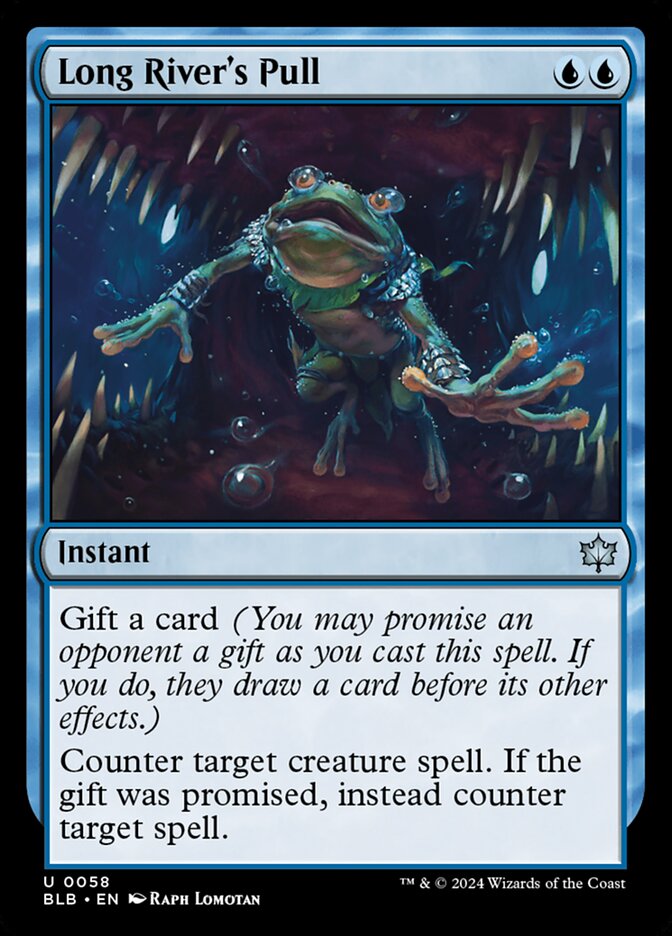 Long River's Pull
Instant
Gift a card (You may promise an
opponent a gift as you cast this spell. If
you do, they draw a card before its other
effects.)
Counter target creature spell. If the
gift was promised, instead counter
target spell.
U 0058
BLB • EN Raph Lomotan
™ & © 2024 Wizards of the Coast